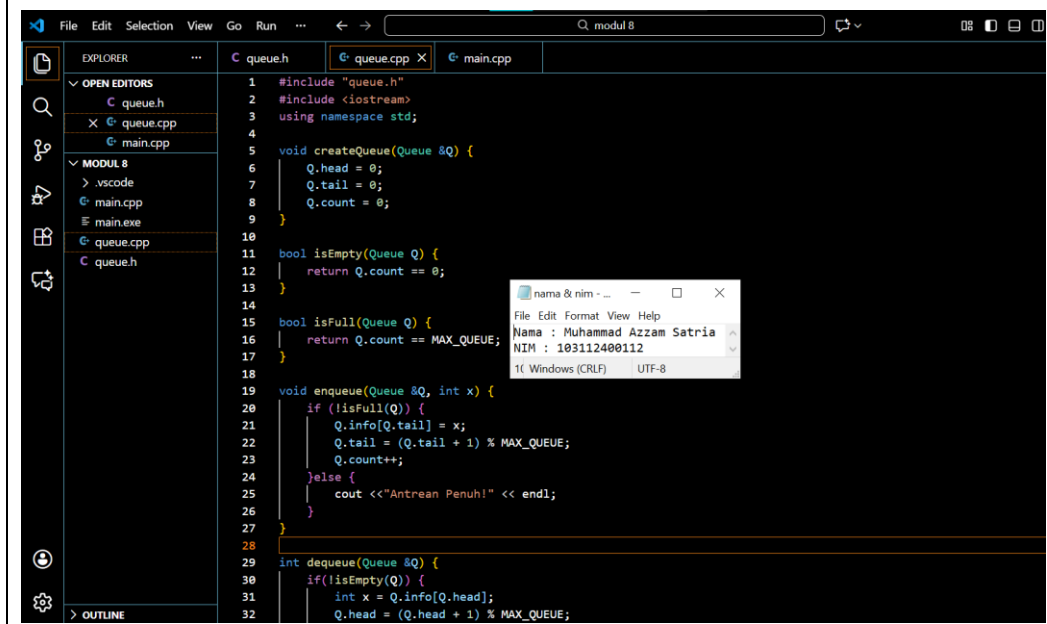 File Edit Selection View Go Run ... modul 8
EXPLORER ...
OPEN EDITORS
queue.h
queue.cpp
main.cpp
MODUL 8
.vscode
main.cpp
main.exe
queue.cpp
queue.h
OUTLINE
queue.h queue.cpp main.cpp
1 #include "queue.h"
2 #include <iostream>
3 using namespace std;
4
5 void createQueue(Queue &Q) {
6 Q.head = 0;
7 Q.tail = 0;
8 Q.count = 0;
9 }
10
11 bool isEmpty(Queue Q) {
12 return Q.count == 0;
13 }
14
15 bool isFull(Queue Q) {
16 return Q.count == MAX_QUEUE;
17 }
18
19 void enqueue(Queue &Q, int x) {
20 if (!isFull(Q)) {
21 Q.info[Q.tail] = x;
22 Q.tail = (Q.tail + 1) % MAX_QUEUE;
23 Q.count++;
24 }else {
25 cout <<"Antrean Penuh!" << endl;
26 }
27 }
28
29 int dequeue(Queue &Q) {
30 if(!isEmpty(Q)) {
31 int x = Q.info[Q.head];
32 Q.head = (Q.head + 1) % MAX_QUEUE;
nama & nim - ...
File Edit Format View Help
Nama : Muhammad Azzam Satria
NIM : 103112400112
Windows (CRLF) UTF-8